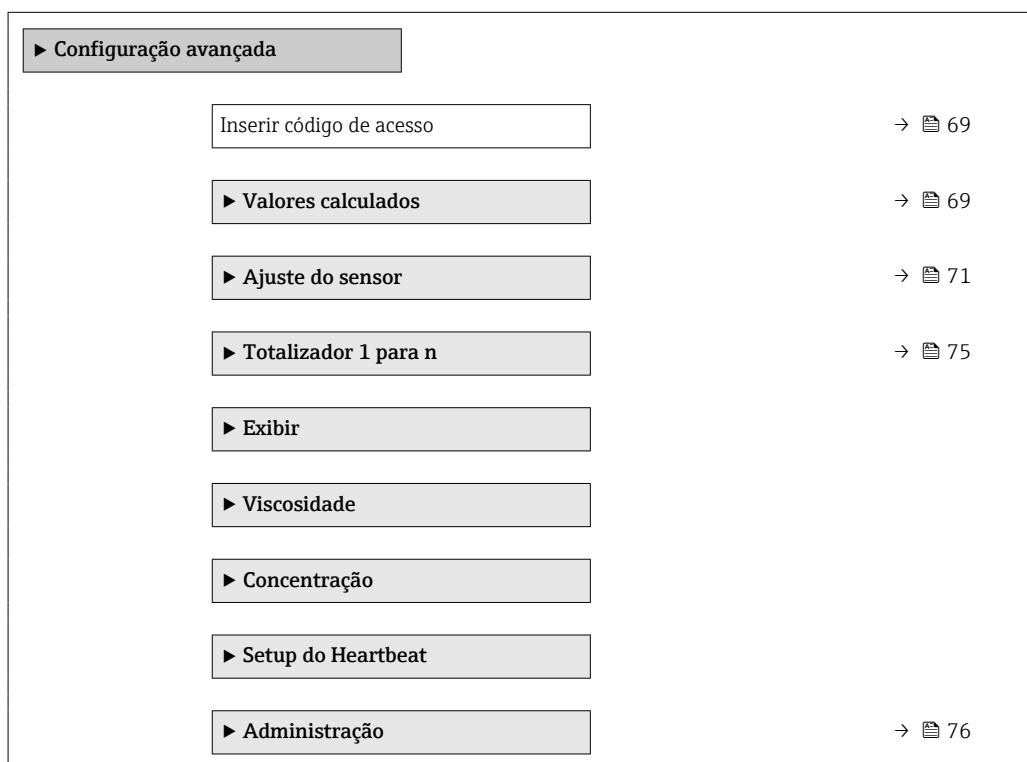 ▶ Configuração avançada
Inserir código de acesso → 69
▶ Valores calculados → 69
▶ Ajuste do sensor → 71
▶ Totalizador 1 para n → 75
▶ Exibir
▶ Viscosidade
▶ Concentração
▶ Setup do Heartbeat
▶ Administração → 76